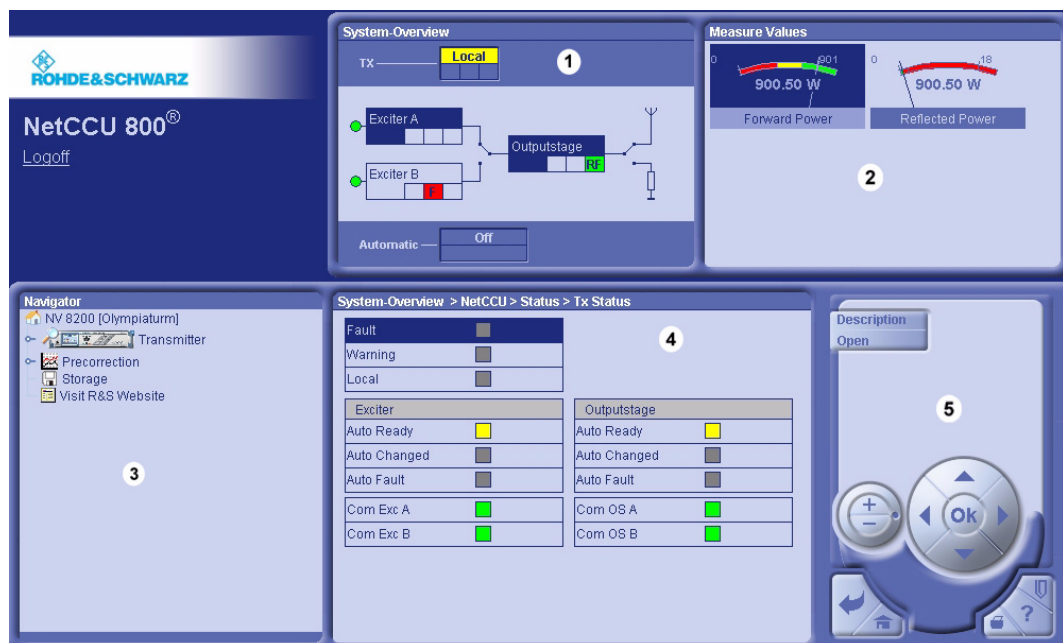 ROHDE&SCHWARZ
NetCCU 800®
Logoff
System-Overview
TX
Local
1
Exciter A
Outputstage
RF
Exciter B
F
Automatic
Off
Measure Values
0
901
900.50 W
Forward Power
0
18
900.50 W
Reflected Power
2
Navigator
NV 8200 [Olympiaturm]
Transmitter
Precorrection
Storage
Visit R&S Website
3
System-Overview > NetCCU > Status > Tx Status
Fault
Warning
Local
4
Exciter
Auto Ready
Auto Changed
Auto Fault
Com Exc A
Com Exc B
Outputstage
Auto Ready
Auto Changed
Auto Fault
Com OS A
Com OS B
Description
Open
5
+
−
Ok
?